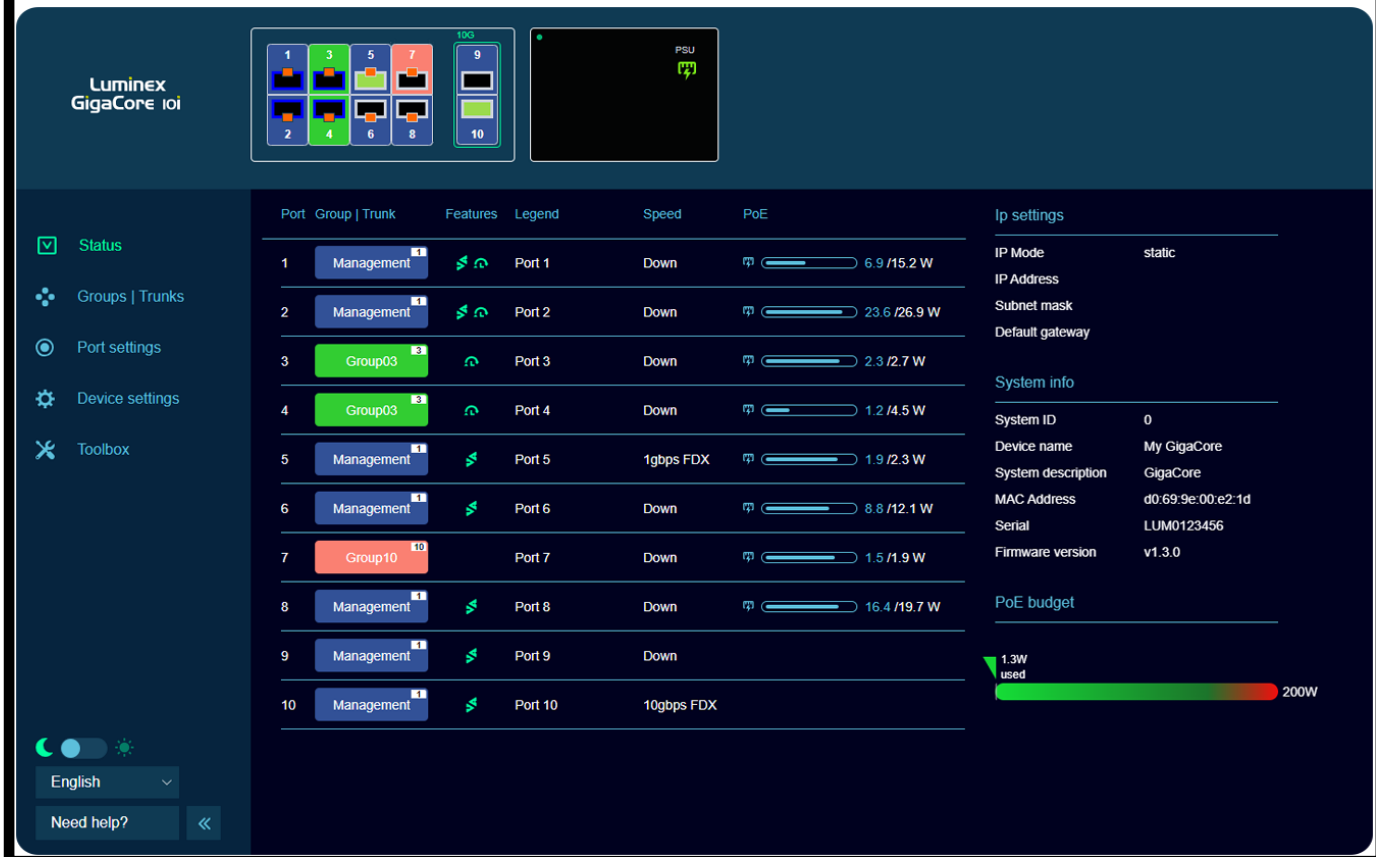 Luminex
GigaCore 10i
10G
1 3 5 7 9
2 4 6 8 10
PSU
Status
Groups | Trunks
Port settings
Device settings
Toolbox
English
Need help?
Port Group | Trunk Features Legend Speed PoE
1 Management 1 Port 1 Down 6.9 /15.2 W
2 Management 1 Port 2 Down 23.6 /26.9 W
3 Group03 3 Port 3 Down 2.3 /2.7 W
4 Group03 3 Port 4 Down 1.2 /4.5 W
5 Management 1 Port 5 1gbps FDX 1.9 /2.3 W
6 Management 1 Port 6 Down 8.8 /12.1 W
7 Group10 10 Port 7 Down 1.5 /1.9 W
8 Management 1 Port 8 Down 16.4 /19.7 W
9 Management 1 Port 9 Down
10 Management 1 Port 10 10gbps FDX
Ip settings
IP Mode static
IP Address
Subnet mask
Default gateway
System info
System ID 0
Device name My GigaCore
System description GigaCore
MAC Address d0:69:9e:00:e2:1d
Serial LUM0123456
Firmware version v1.3.0
PoE budget
1.3W
used
200W